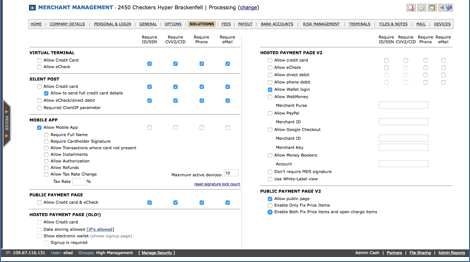 MERCHANT MANAGEMENT - 2450 Checkers Hyper Brackenfell | Processing (change)
HOME COMPANY DETAILS PERSONAL & LOGIN GENERAL OPTIONS SOLUTIONS FEES PAYOUT BANK ACCOUNTS RISK MANAGEMENT TERMINALS FILES & NOTES MAIL DEVICES
Require ID/SSN Require CVV2/CID Require Phone Require eMail
VIRTUAL TERMINAL
Allow Credit Card
Allow eCheck
SILENT POST
Allow Credit Card
Allow to send full credit card details
Allow eCheck/direct debit
Required ClientIP parameter
MOBILE APP
Allow Mobile App
Require Full Name
Require Cardholder Signature
Allow Transactions where card not present
Allow Instalments
Allow Authorization
Allow Refunds
Allow Tax Rate Change
Maximum active devices: 10
Tax Rate %
reset signature lock count
PUBLIC PAYMENT PAGE
Allow Credit Card & eCheck
HOSTED PAYMENT PAGE (OLD!)
Allow Credit Card
Data storing allowed [IP's allowed]
Show electronic wallet (shows signup page)
Signup is required
Require ID/SSN Require CVV2/CID Require Phone Require eMail
HOSTED PAYMENT PAGE V2
Allow credit card
Allow eCheck
Allow direct debit
Allow phone debit
Allow Wallet login
Allow WebMoney
Merchant Purse
Allow PayPal
Merchant ID
Allow Google Checkout
Merchant ID
Merchant Key
Allow Money Bookers
Account
Don't require MD5 signature
Use White-Label view
PUBLIC PAYMENT PAGE V2
Allow public page
Enable Only Fix Price Items
Enable Both Fix Price Items and open charge items
IP: 109.67.118.131 User: eliad Groups: High Management [ Manage Security ]
Admin Cash | Partners | File Sharing | Admin Reports